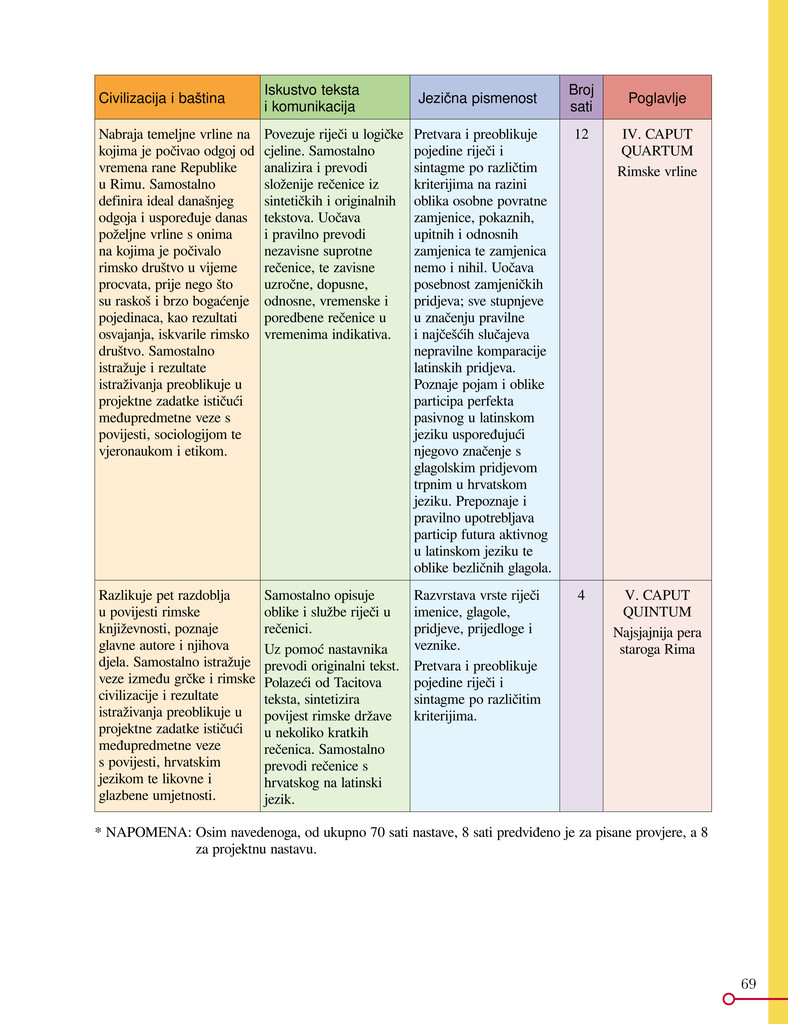 Civilizacija i baština
Iskustvo teksta
i komunikacija
Jezična pismenost
Broj
sati
Poglavlje
Nabraja temeljne vrline na
kojima je počivao odgoj od
vremena rane Republike
u Rimu. Samostalno
definira ideal današnjeg
odgoja i uspoređuje danas
poželjne vrline s onima
na kojima je počivalo
rimsko društvo u vijeme
procvata, prije nego što
su raskoš i brzo bogaćenje
pojedinaca, kao rezultati
osvajanja, iskvarile rimsko
društvo. Samostalno
istražuje i rezultate
istraživanja preoblikuje u
projektne zadatke ističući
međupredmetne veze s
povijesti, sociologijom te
vjeronaukom i etikom.
Povezuje riječi u logičke
cjeline. Samostalno
analizira i prevodi
složenije rečenice iz
sintetičkih i originalnih
tekstova. Uočava
i pravilno prevodi
nezavisne suprotne
rečenice, te zavisne
uzročne, dopusne,
odnosne, vremenske i
poredbene rečenice u
vremenima indikativa.
Pretvara i preoblikuje
pojedine riječi i
sintagme po različtim
kriterijima na razini
oblika osobne povratne
zamjenice, pokaznih,
upitnih i odnosnih
zamjenica te zamjenica
nemo i nihil. Uočava
posebnost zamjeničkih
pridjeva; sve stupnjeve
u značenju pravilne
i najčešćih slučajeva
nepravilne komparacije
latinskih pridjeva.
Poznaje pojam i oblike
participa perfekta
pasivnog u latinskom
jeziku uspoređujući
njegovo značenje s
glagolskim pridjevom
trpnim u hrvatskom
jeziku. Prepoznaje i
pravilno upotrebljava
particip futura aktivnog
u latinskom jeziku te
oblike bezličnih glagola.
12
IV. CAPUT
QUARTUM
Rimske vrline
Razlikuje pet razdoblja
u povijesti rimske
književnosti, poznaje
glavne autore i njihova
djela. Samostalno istražuje
veze između grčke i rimske
civilizacije i rezultate
istraživanja preoblikuje u
projektne zadatke ističući
međupredmetne veze
s povijesti, hrvatskim
jezikom te likovne i
glazbene umjetnosti.
Samostalno opisuje
oblike i službe riječi u
rečenici.
Uz pomoć nastavnika
prevodi originalni tekst.
Polazeći od Tacitova
teksta, sintetizira
povijest rimske države
u nekoliko kratkih
rečenica. Samostalno
prevodi rečenice s
hrvatskog na latinski
jezik.
Razvrstava vrste riječi
imenice, glagole,
pridjeve, prijedloge i
veznike.
Pretvara i preoblikuje
pojedine riječi i
sintagme po različitim
kriterijima.
4
V. CAPUT
QUINTUM
Najsjajnija pera
staroga Rima
* NAPOMENA: Osim navedenoga, od ukupno 70 sati nastave, 8 sati predviđeno je za pisane provjere, a 8
za projektnu nastavu.
69